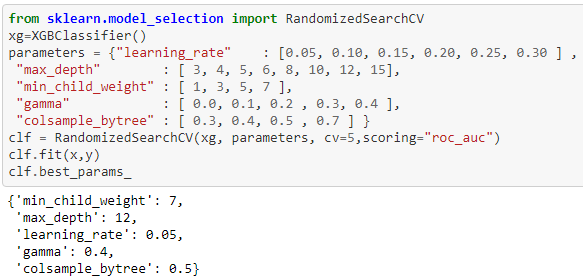 from sklearn.model_selection import RandomizedSearchCV
xg=XGBClassifier()
parameters = {"learning_rate"    : [0.05, 0.10, 0.15, 0.20, 0.25, 0.30 ] ,
 "max_depth"        : [ 3, 4, 5, 6, 8, 10, 12, 15],
 "min_child_weight" : [ 1, 3, 5, 7 ],
 "gamma"            : [ 0.0, 0.1, 0.2 , 0.3, 0.4 ],
 "colsample_bytree" : [ 0.3, 0.4, 0.5 , 0.7 ] }
clf = RandomizedSearchCV(xg, parameters, cv=5,scoring="roc_auc")
clf.fit(x,y)
clf.best_params_
{'min_child_weight': 7,
 'max_depth': 12,
 'learning_rate': 0.05,
 'gamma': 0.4,
 'colsample_bytree': 0.5}